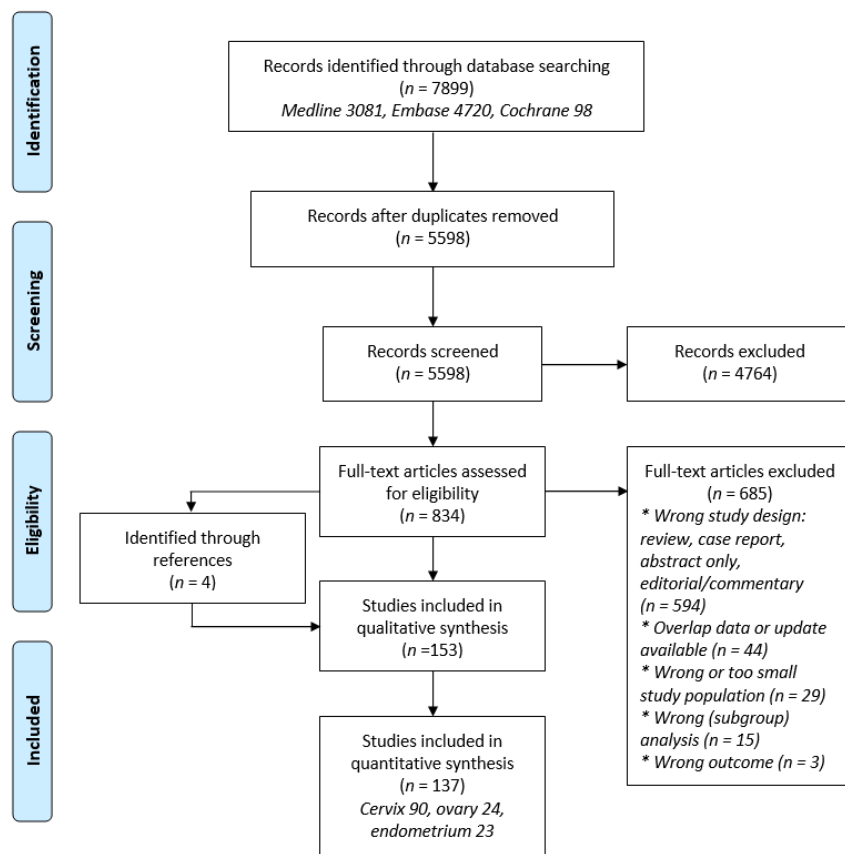 Identification
Records identified through database searching
(n = 7899)
Medline 3081, Embase 4720, Cochrane 98
Records after duplicates removed
(n = 5598)
Screening
Records screened
(n = 5598)
Records excluded
(n = 4764)
Eligibility
Full-text articles assessed
for eligibility
(n = 834)
Full-text articles excluded
(n = 685)
* Wrong study design:
review, case report,
abstract only,
editorial/commentary
(n = 594)
* Overlap data or update
available (n = 44)
* Wrong or too small
study population (n = 29)
* Wrong (subgroup)
analysis (n = 15)
* Wrong outcome (n = 3)
Identified through
references
(n = 4)
Studies included in
qualitative synthesis
(n =153)
Included
Studies included in
quantitative synthesis
(n = 137)
Cervix 90, ovary 24,
endometrium 23